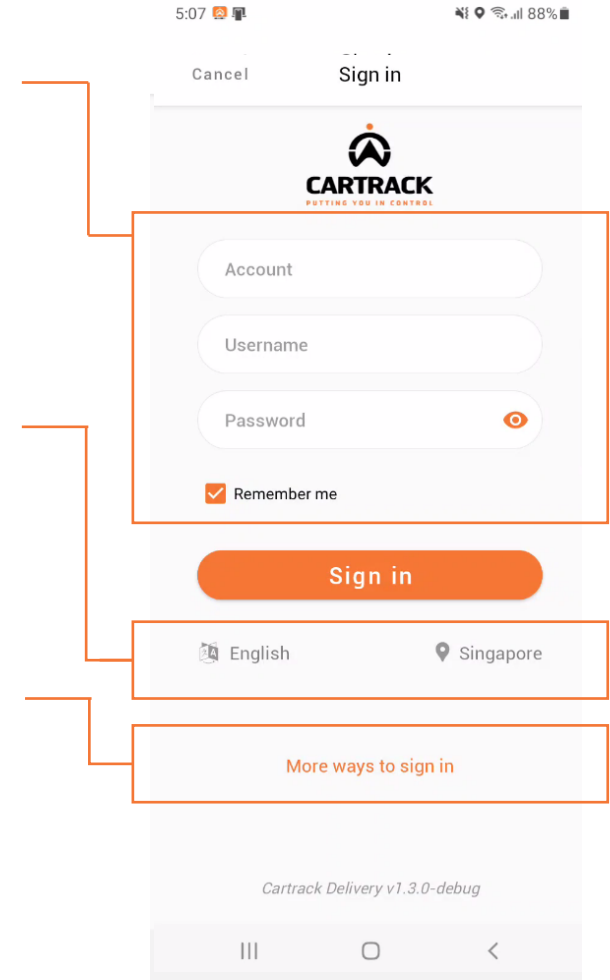 5:07 88%
Cancel Sign in
CARTRACK
PUTTING YOU IN CONTROL
Account
Username
Password
Remember me
Sign in
English Singapore
More ways to sign in
Cartrack Delivery v1.3.0-debug